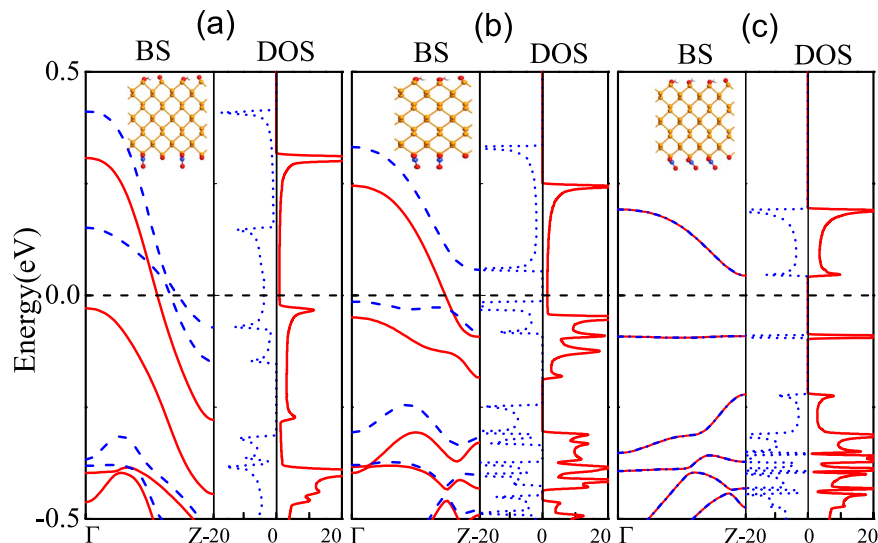 (a) (b) (c)
BS DOS BS DOS BS DOS
0.5
0.0
-0.5
Energy(eV)
Γ Z-20 0 20 Γ Z-20 0 20 Γ Z-20 0 20